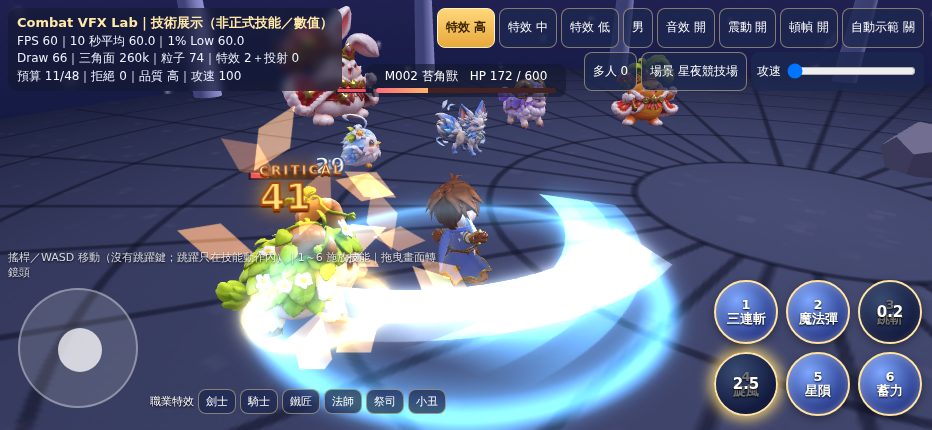 Combat VFX Lab | 技術展示（非正式技能／數值）
FPS 60 | 10 秒平均 60.0 | 1% Low 60.0
Draw 66 | 三角面 260k | 粒子 74 | 特效 2＋投射 0
預算 11/48 | 拒絕 0 | 品質 高 | 攻速 100
特效 高
特效 中
特效 低
男
音效 開
震動 開
頓幀 開
自動示範 關
多人 0
場景 星夜競技場
攻速
M002 苔角獸 HP 172 / 600
39
CRITICAL
41
搖桿／WASD 移動（沒有跳躍鍵；跳躍只在技能動作內） | 1~6 施放技能 | 拖曳畫面轉
鏡頭
1
三連斬
2
魔法彈
3
0.2
4
2.5
旋風
5
星隕
6
蓄力
職業特效
劍士
騎士
鐵匠
法師
祭司
小丑